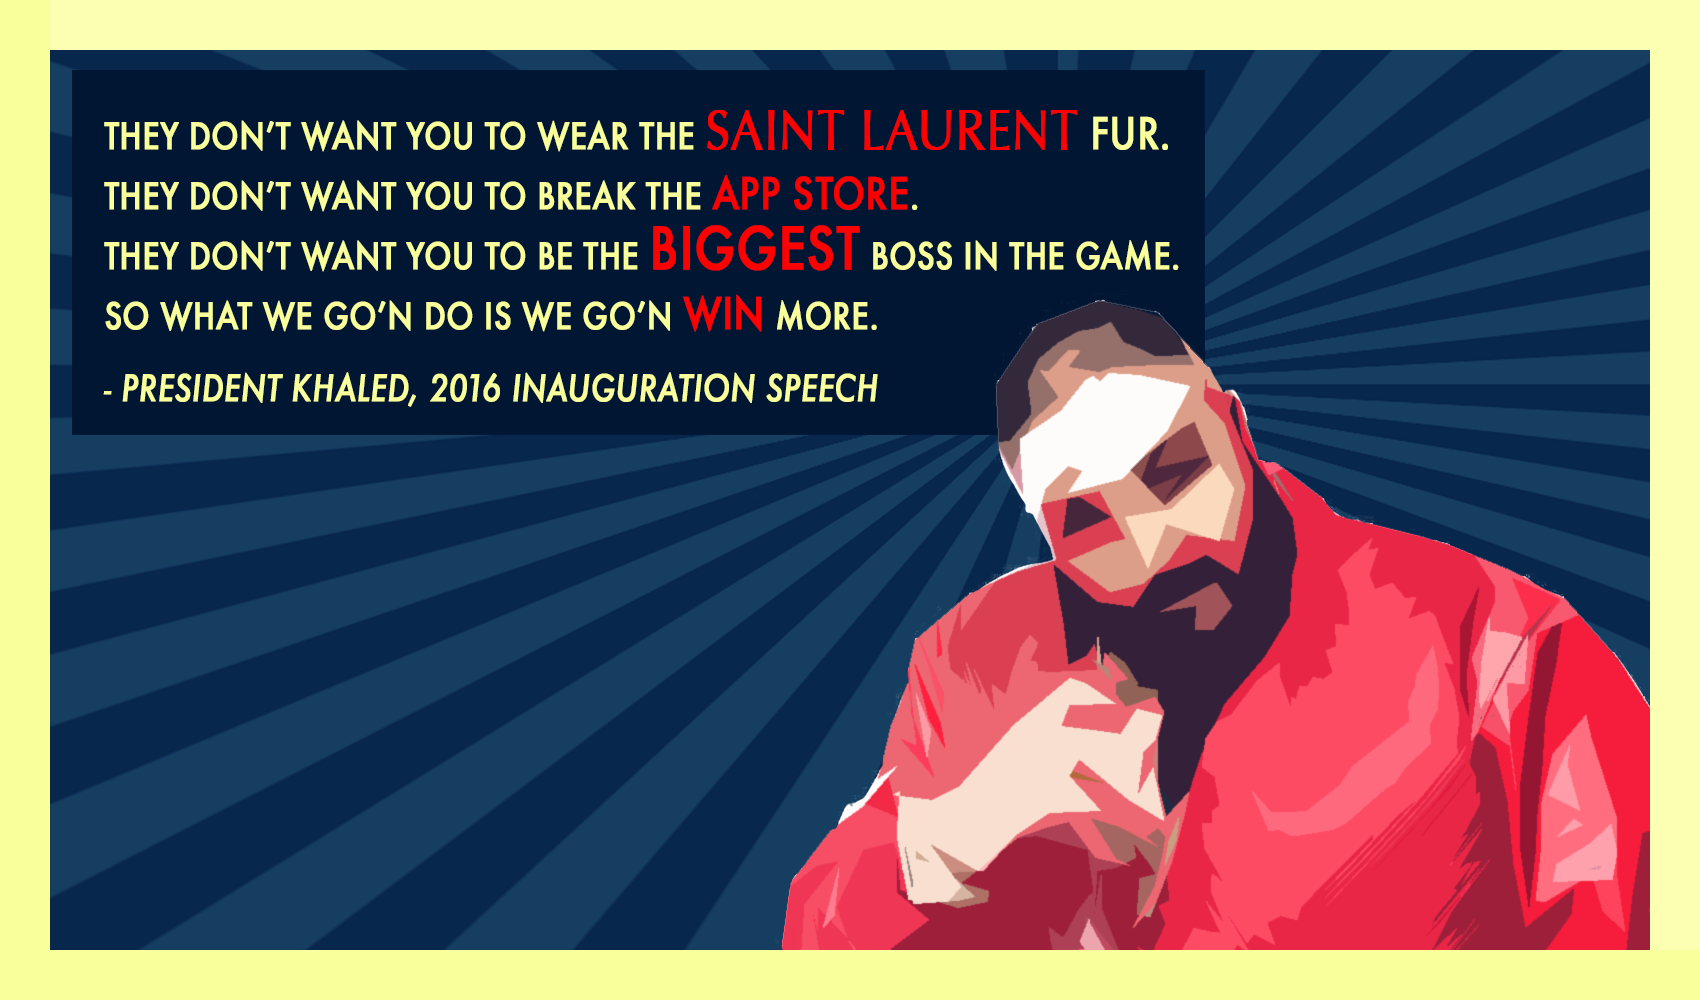 THEY DON'T WANT YOU TO WEAR THE SAINT LAURENT FUR.
THEY DON'T WANT YOU TO BREAK THE APP STORE.
THEY DON'T WANT YOU TO BE THE BIGGEST BOSS IN THE GAME.
SO WHAT WE GO'N DO IS WE GO'N WIN MORE.
- PRESIDENT KHALED, 2016 INAUGURATION SPEECH